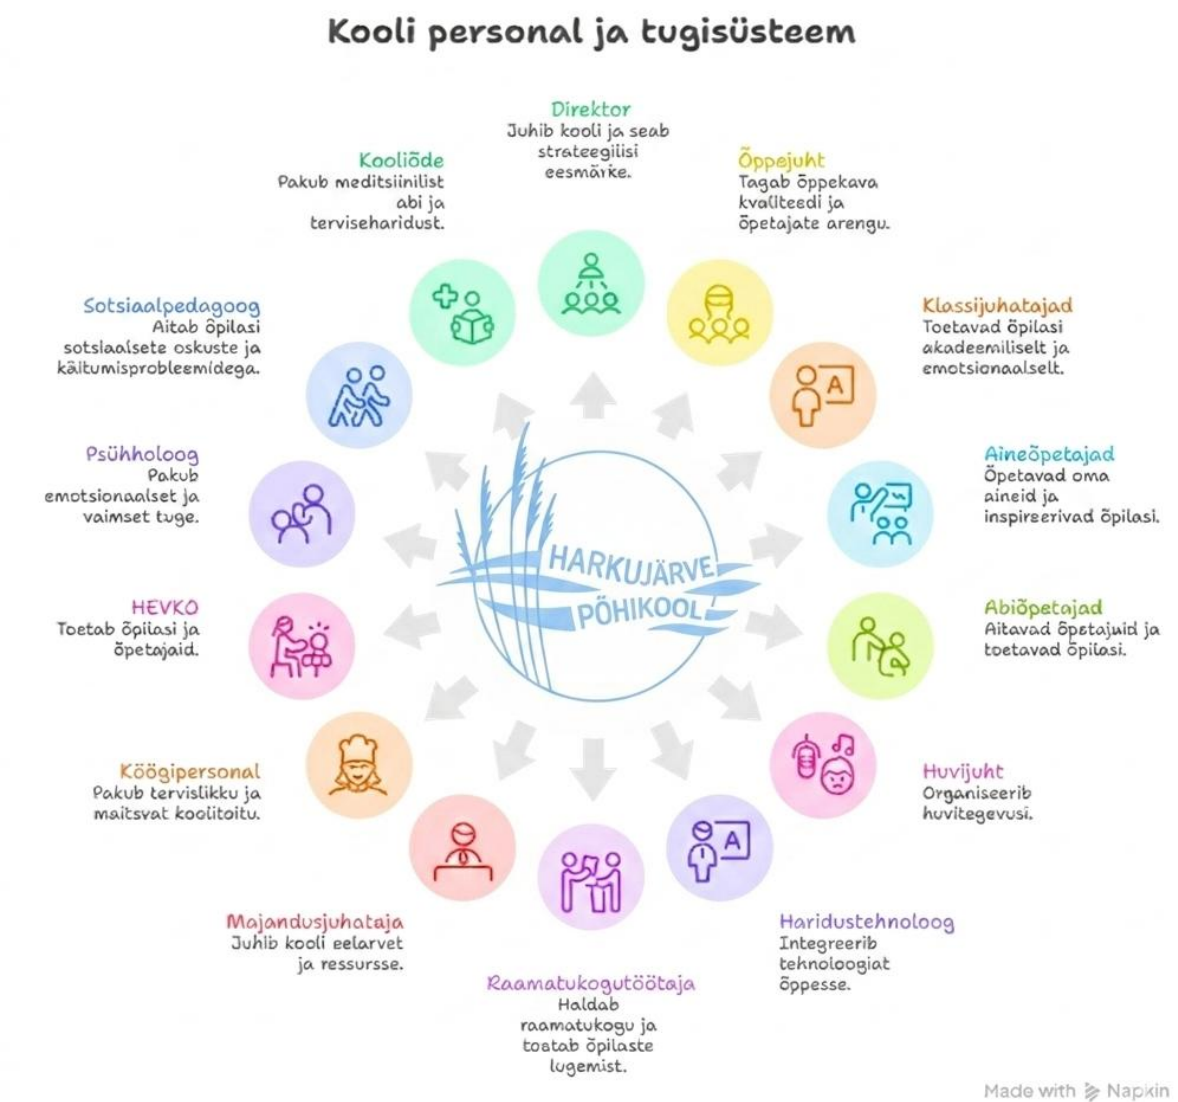 Kooli personal ja tugisüsteem
Direktor
Juhib kooli ja seab
strateegilisi
eesmärke.
Kooliõde
Pakub meditsiinilist
abi ja
terviseharidust.
Õppejuht
Tagab õppekava
kvaliteedi ja
õpetajate arengu.
Sotsiaalpedagoog
Aitab õpilasi
sotsiaalsete oskuste ja
käitumisprobleemidega.
Klassijuhatajad
Toetavad õpilasi
akadeemiliselt ja
emotsionaalselt.
Psühholoog
Pakub
emotsionaalset ja
vaimset tuge.
Aineõpetajad
Õpetavad oma
aineid ja
inspireerivad õpilasi.
HARKUJÄRVE
PÕHIKOOL
HEVKO
Toetab õpilasi ja
õpetajaid.
Abiõpetajad
Aitavad õpetajuid ja
toetavad õpilasi.
Köögipersonal
Pakub tervislikku ja
maitsvat koolitoitu.
Huvijuht
Organiseerib
huvitegevusi.
Majandusjuhataja
Juhib kooli eelarvet
ja ressursse.
Haridustehnoloog
Integreerib
tehnoloogiat
õppesse.
Raamatukogutöötaja
Haldab
raamatukogu ja
toetab õpilaste
lugemist.
A
A
Made with Napkin